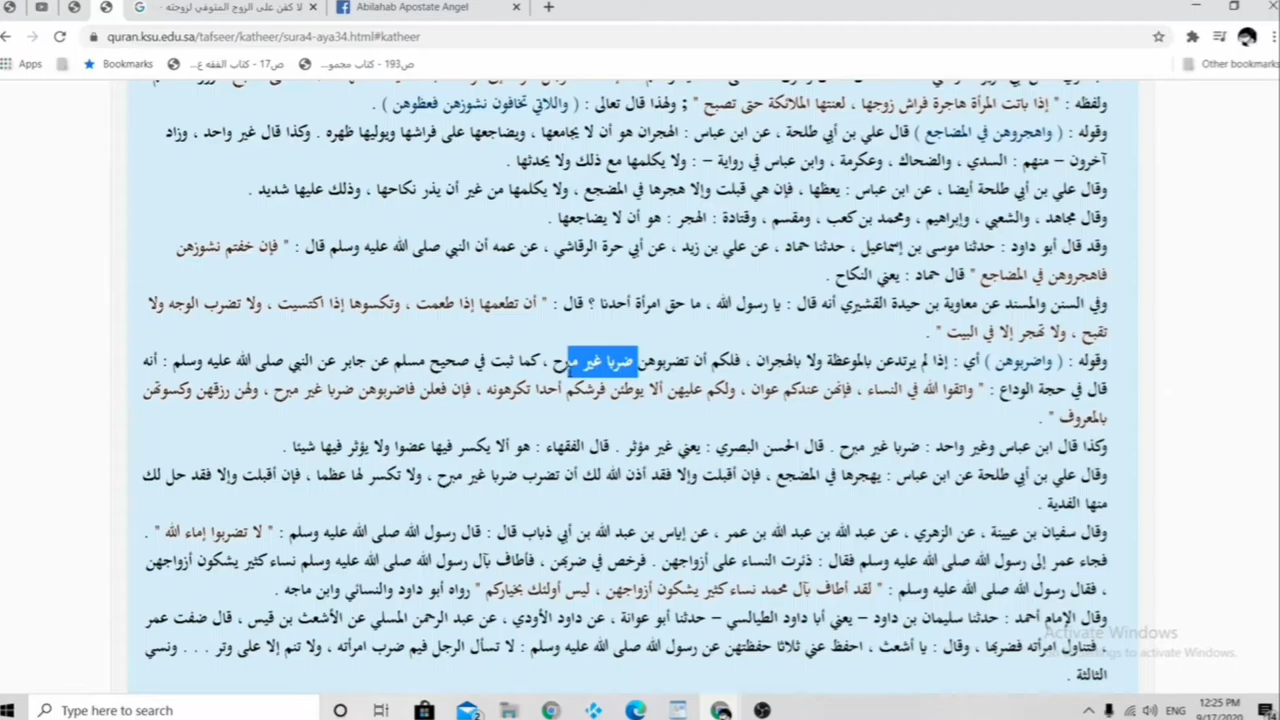 لا كفن على الزوج المتوفي لزوجته
Abilahab Apostate Angel
quran.ksu.edu.sa/tafseer/katheer/sura4-aya34.html#katheer
Apps
Bookmarks
ص17 - كتاب الفقه ع...
ص193 - كتاب مجمو...
Other bookmarks
ولفظه : " إذا باتت المرأة هاجرة فراش زوجها ، لعنتها الملائكة حتى تصبح " ; ولهذا قال تعالى : ( واللاتي تخافون نشوزهن فعظوهن ) .
وقوله : ( واهجروهن في المضاجع ) قال علي بن أبي طلحة ، عن ابن عباس : الهجران هو أن لا يجامعها ، ويضاجعها على فراشها ويوليها ظهره . وكذا قال غير واحد ، وزاد
آخرون - منهم : السدي ، والضحاك ، وعكرمة ، وابن عباس في رواية - : ولا يكلمها مع ذلك ولا يحدثها .
وقال علي بن أبي طلحة أيضا ، عن ابن عباس : يعظها ، فإن هي قبلت وإلا هجرها في المضجع ، ولا يكلمها من غير أن يذر نكاحها ، وذلك عليها شديد .
وقال مجاهد ، والشعبي ، وإبراهيم ، ومحمد بن كعب ، ومقسم ، وقتادة : الهجر : هو أن لا يضاجعها .
وقد قال أبو داود : حدثنا موسى بن إسماعيل ، حدثنا حماد ، عن علي بن زيد ، عن أبي حرة الرقاشي ، عن عمه أن النبي صلى الله عليه وسلم قال : " فإن خفتم نشوزهن
فاهجروهن في المضاجع " قال حماد : يعني النكاح .
وفي السنن والمسند عن معاوية بن حيدة القشيري أنه قال : يا رسول الله ، ما حق امرأة أحدنا ؟ قال : " أن تطعمها إذا طعمت ، وتكسوها إذا اكتسيت ، ولا تضرب الوجه ولا
تقبح ، ولا تهجر إلا في البيت " .
وقوله : ( واضربوهن ) أي : إذا لم يرتدعن بالموعظة ولا بالهجران ، فلكم أن تضربوهن ضربا غير مبرح ، كما ثبت في صحيح مسلم عن جابر عن النبي صلى الله عليه وسلم : أنه
قال في حجة الوداع : " واتقوا الله في النساء ، فإنهن عندكم عوان ، ولكم عليهن ألا يوطئن فرشكم أحدا تكرهونه ، فإن فعلن فاضربوهن ضربا غير مبرح ، ولهن رزقهن وكسوتهن
بالمعروف " .
وكذا قال ابن عباس وغير واحد : ضربا غير مبرح . قال الحسن البصري : يعني غير مؤثر . قال الفقهاء : هو ألا يكسر فيها عضوا ولا يؤثر فيها شيئا .
وقال علي بن أبي طلحة عن ابن عباس : يهجرها في المضجع ، فإن أقبلت وإلا فقد أذن الله لك أن تضرب ضربا غير مبرح ، ولا تكسر لها عظما ، فإن أقبلت وإلا فقد حل لك
منها الفدية .
وقال سفيان بن عيينة ، عن الزهري ، عن عبد الله بن عبد الله بن عمر ، عن إياس بن عبد الله بن أبي ذباب قال : قال رسول الله صلى الله عليه وسلم : " لا تضربوا إماء الله " .
فجاء عمر إلى رسول الله صلى الله عليه وسلم فقال : ذئرت النساء على أزواجهن . فرخص في ضربهن ، فأطاف بآل رسول الله صلى الله عليه وسلم نساء كثير يشكون أزواجهن
، فقال رسول الله صلى الله عليه وسلم : " لقد أطاف بآل محمد نساء كثير يشكون أزواجهن ، ليس أولئك بخياركم " رواه أبو داود والنسائي وابن ماجه .
وقال الإمام أحمد : حدثنا سليمان بن داود - يعني أبا داود الطيالسي - حدثنا أبو عوانة ، عن داود الأودي ، عن عبد الرحمن المسلي عن الأشعث بن قيس ، قال ضفت عمر
، فتناول امرأته فضربها ، وقال : يا أشعث ، احفظ عني ثلاثا حفظتهن عن رسول الله صلى الله عليه وسلم : لا تسأل الرجل فيم ضرب امرأته ، ولا تنم إلا على وتر . . . ونسي
الثالثة .
Activate Windows
to activate Windows.
Type here to search
12:25 PM
ENG
9/17/2020